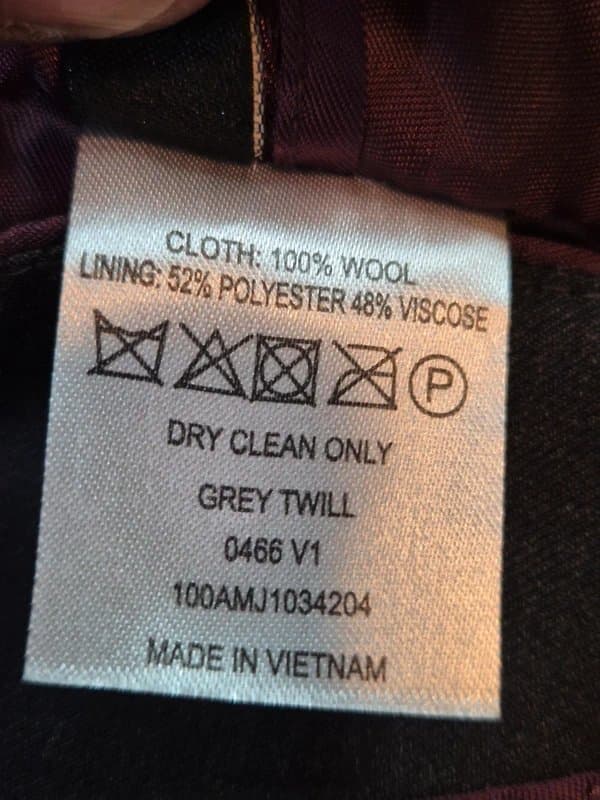 CLOTH: 100% WOOL
LINING: 52% POLYESTER 48% VISCOSE
P
DRY CLEAN ONLY
GREY TWILL
0466 V1
100AMJ1034204
MADE IN VIETNAM